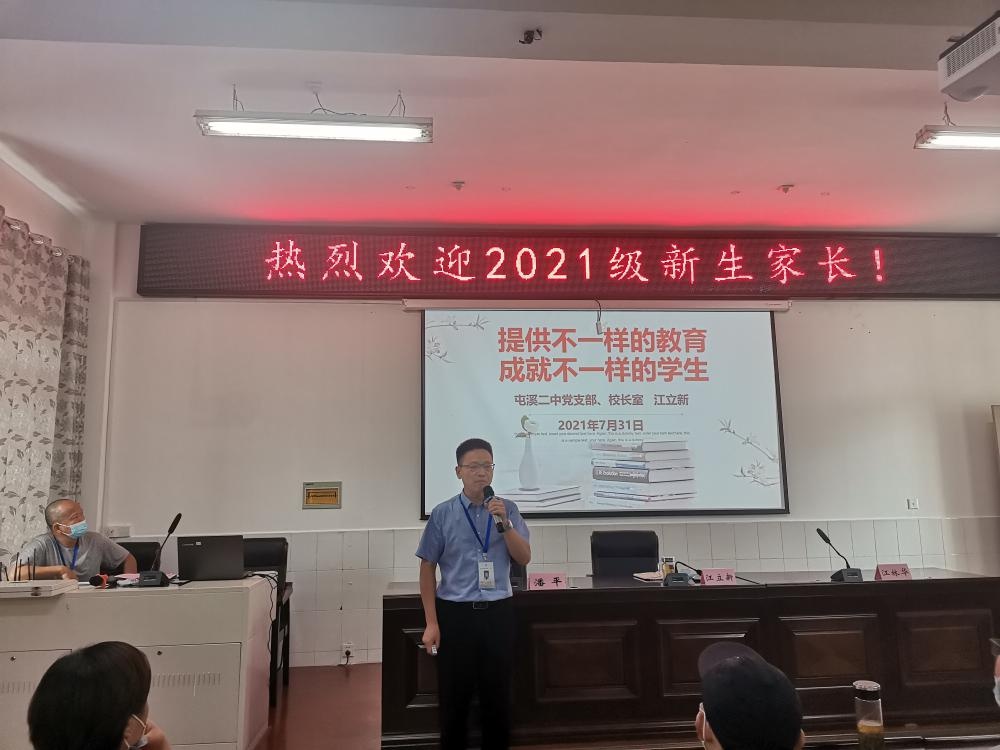 热烈欢迎2021级新生家长！
提供不一样的教育
成就不一样的学生
屯溪二中党支部、校长室 江立新
2021年7月31日
潘平
江立新
江林华